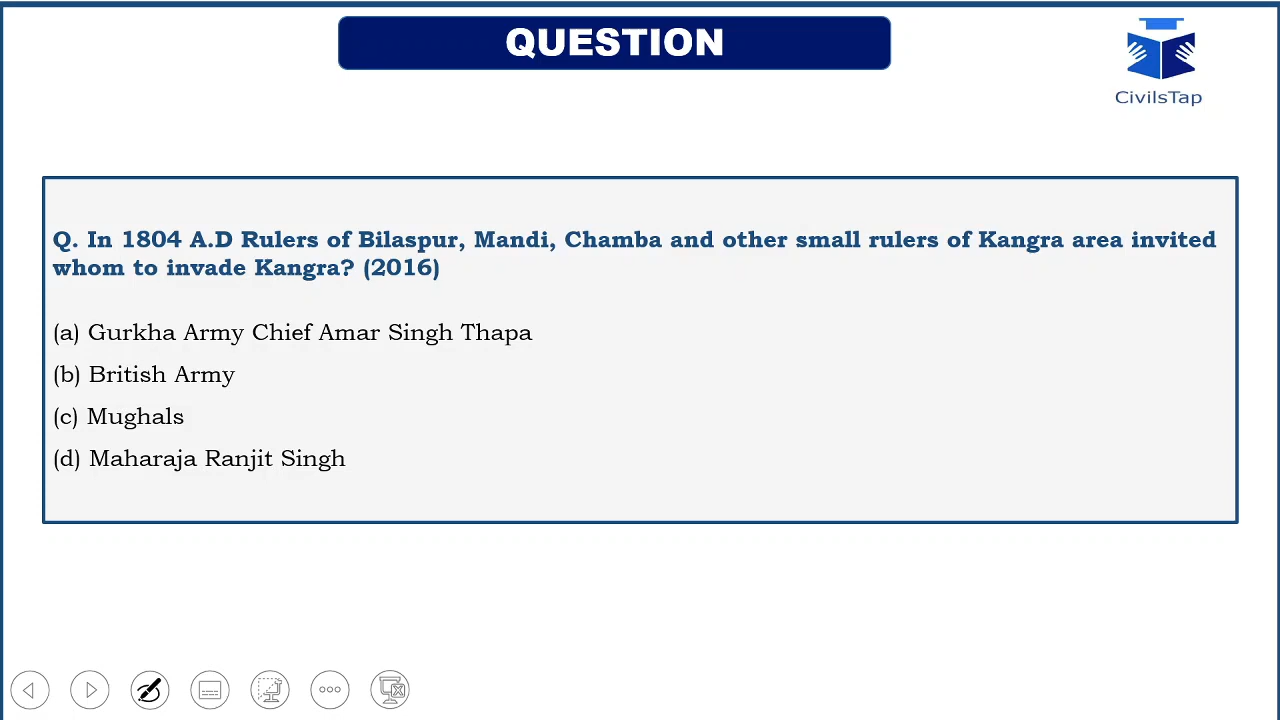 QUESTION
CivilsTap
Q. In 1804 A.D Rulers of Bilaspur, Mandi, Chamba and other small rulers of Kangra area invited
whom to invade Kangra? (2016)
(a) Gurkha Army Chief Amar Singh Thapa
(b) British Army
(c) Mughals
(d) Maharaja Ranjit Singh